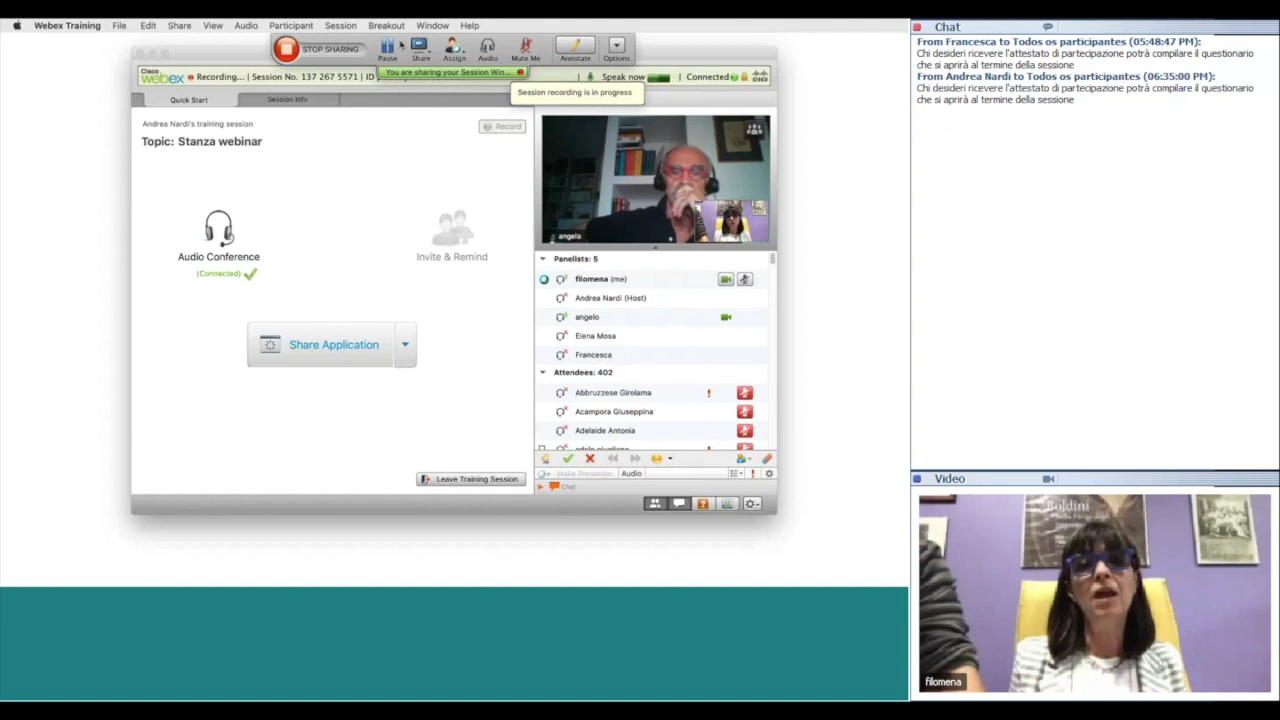 Webex Training File Edit Share View Audio Participant Session Breakout Window Help
STOP SHARING
Pause Share Assign Audio Mute Me Annotate Options
You are sharing your Session Win...
Cisco
webex Recording... | Session No. 137 267 5571 | ID
Speak now
Connected
CISCO
Session recording is in progress
Quick Start Session Info
Andrea Nardi's training session
Record
Topic: Stanza webinar
Audio Conference
(Connected)
Invite & Remind
Share Application
Leave Training Session
angelo
Panelists: 5
filomena (me)
Andrea Nardi (Host)
angelo
Elena Mosa
Francesca
Attendees: 402
Abbruzzese Girolama
Acampora Giuseppina
Adelaide Antonia
Make Presenter Audio
Chat
Chat
From Francesca to Todos os participantes (05:48:47 PM):
Chi desideri ricevere l'attestato di partecipazione potrà compilare il questionario
che si aprirà al termine della sessione
From Andrea Nardi to Todos os participantes (06:35:00 PM):
Chi desideri ricevere l'attestato di partecipazione potrà compilare il questionario
che si aprirà al termine della sessione
Video
Boldini
filomena